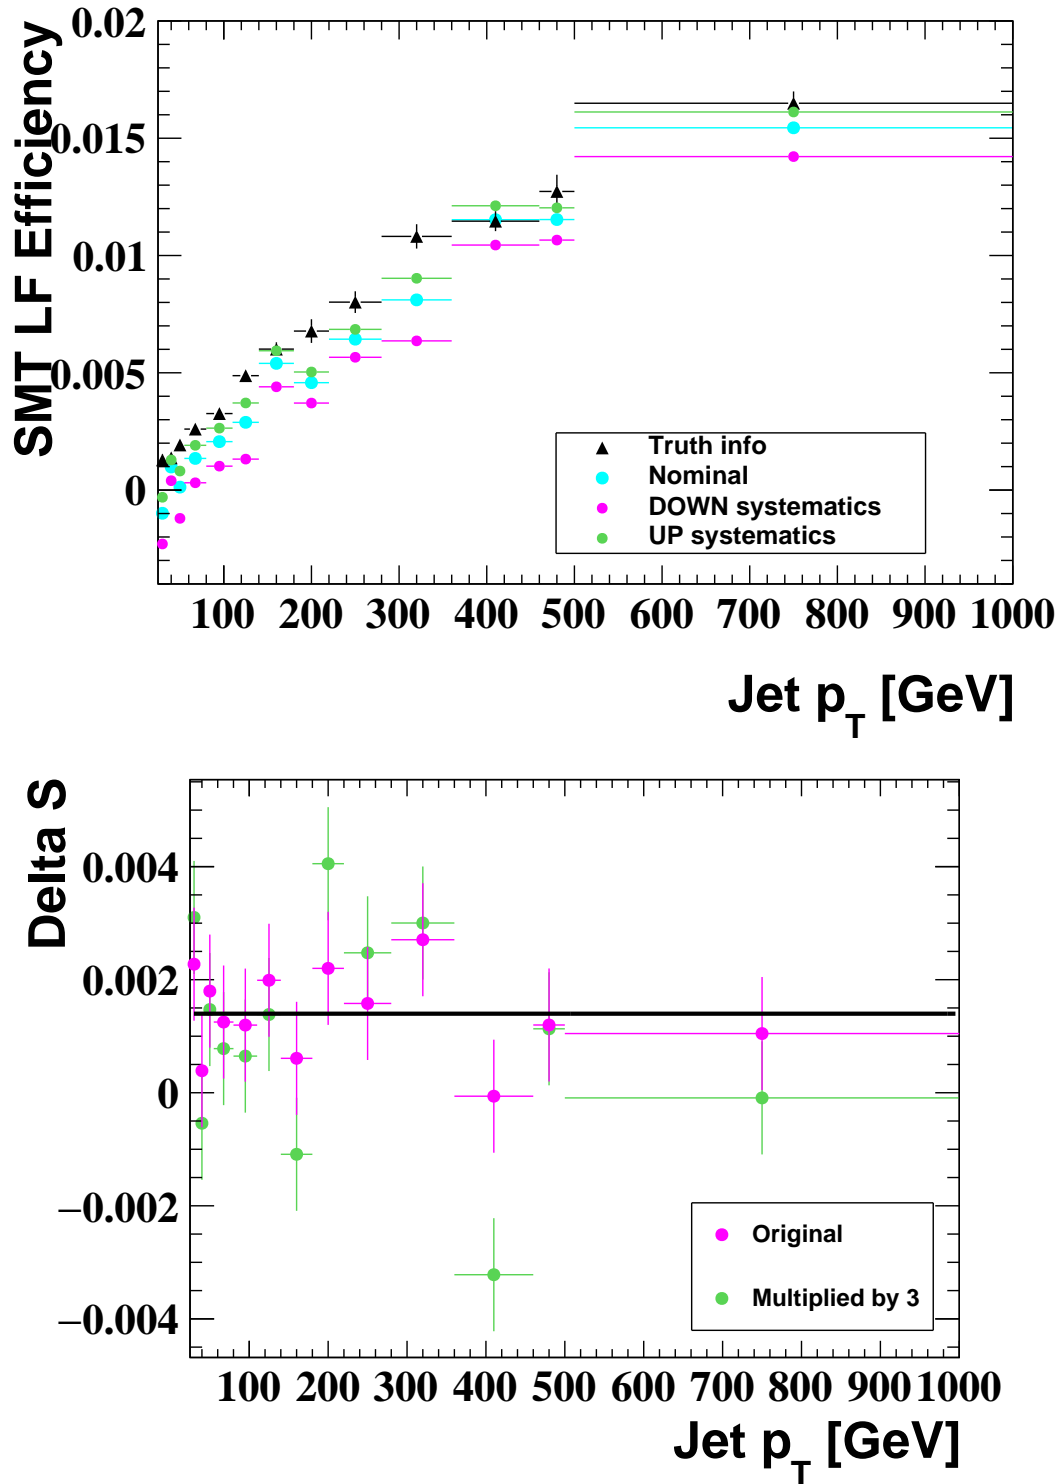 SMT LF Efficiency
0.02
0.015
0.01
0.005
0
Truth info
Nominal
DOWN systematics
UP systematics
100 200 300 400 500 600 700 800 900 1000
Jet p_T [GeV]
Delta S
0.004
0.002
0
−0.002
−0.004
Original
Multiplied by 3
100 200 300 400 500 600 700 800 900 1000
Jet p_T [GeV]